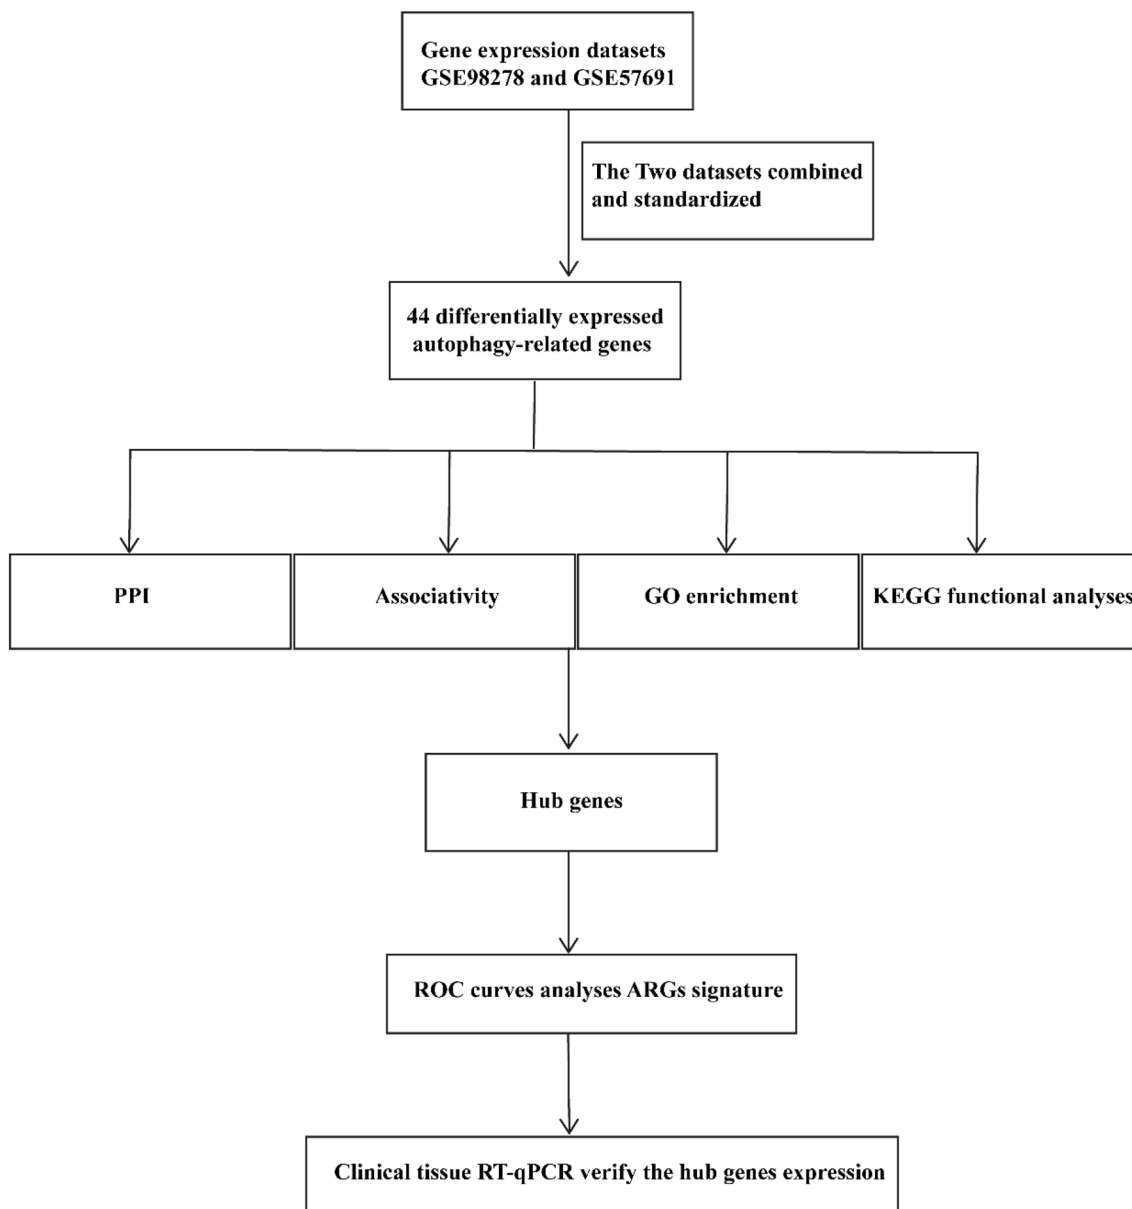 Gene expression datasets
GSE98278 and GSE57691
The Two datasets combined
and standardized
44 differentially expressed
autophagy-related genes
PPI
Associativity
GO enrichment
KEGG functional analyses
Hub genes
ROC curves analyses ARGs signature
Clinical tissue RT-qPCR verify the hub genes expression